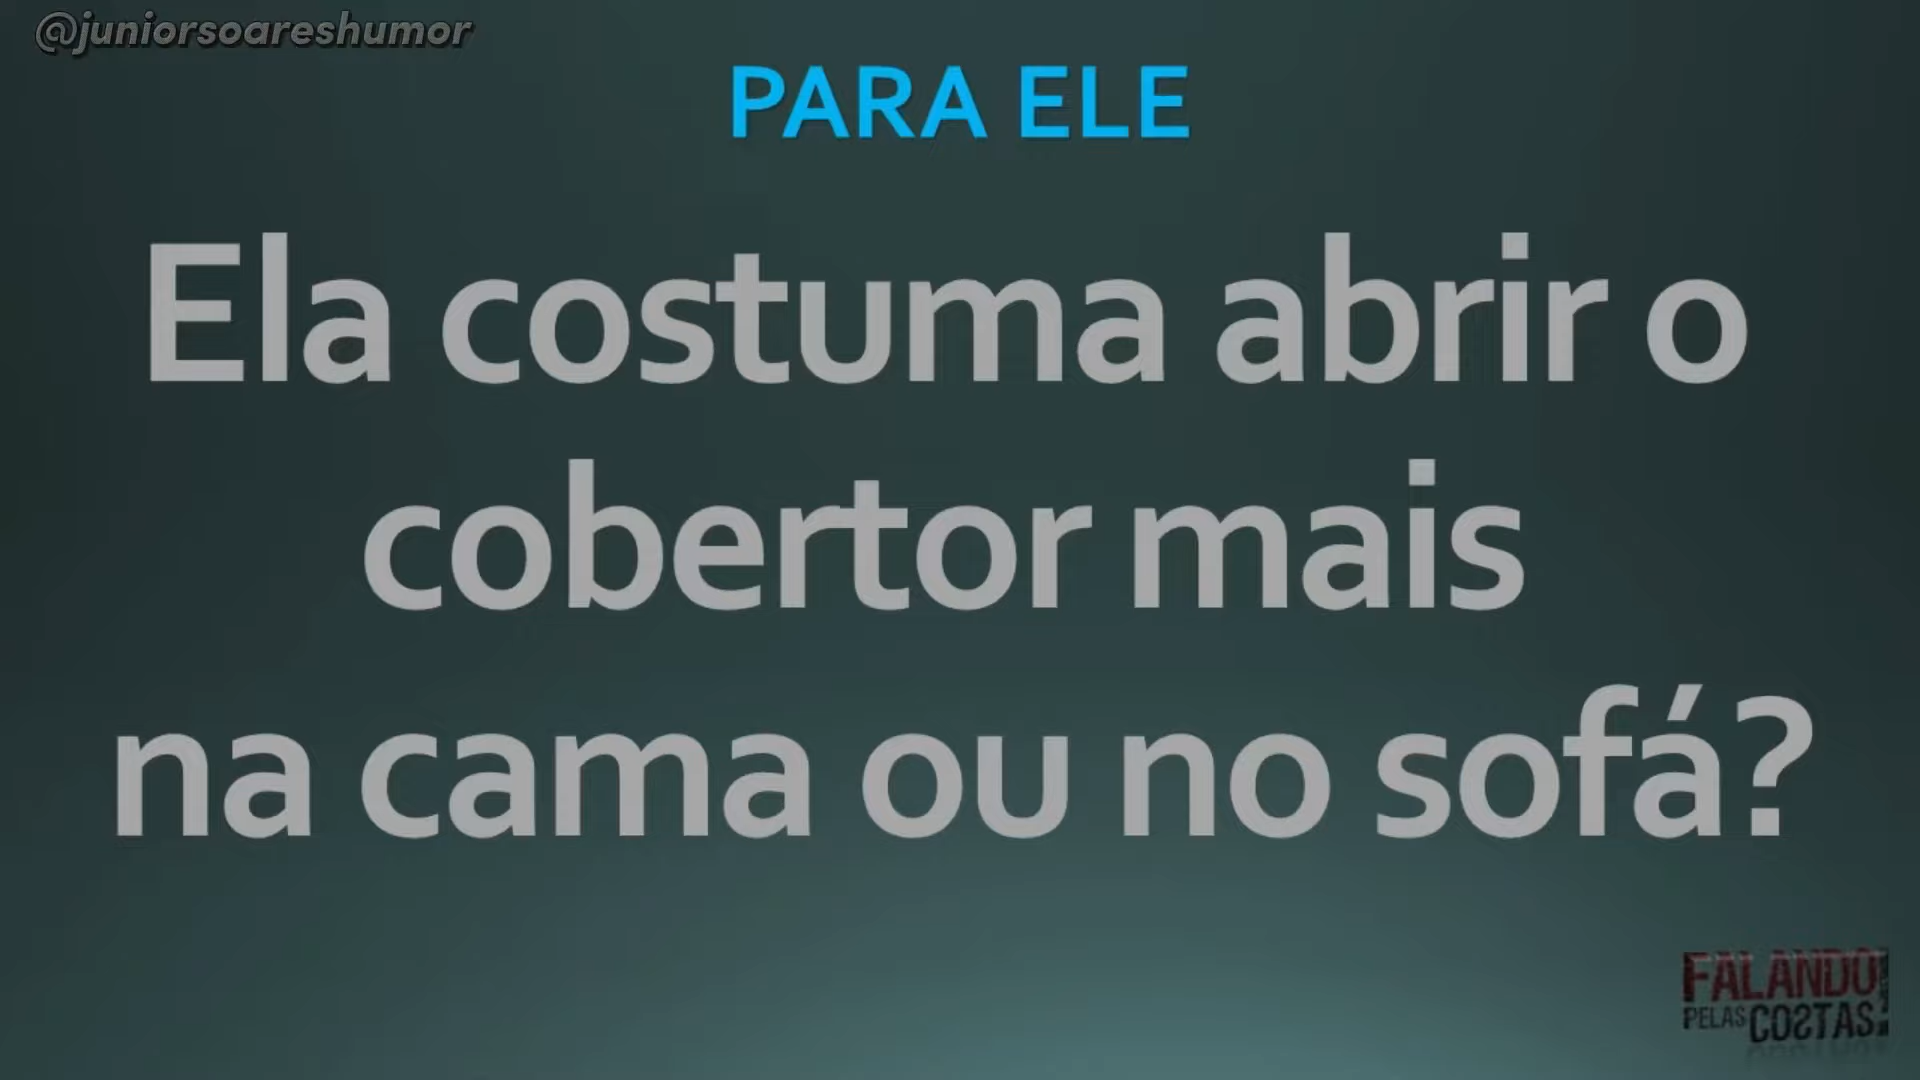 @juniorsoareshumor
PARA ELE
Ela costuma abrir o
cobertor mais
na cama ou no sofá?
FALANDO
PELAS COSTAS!